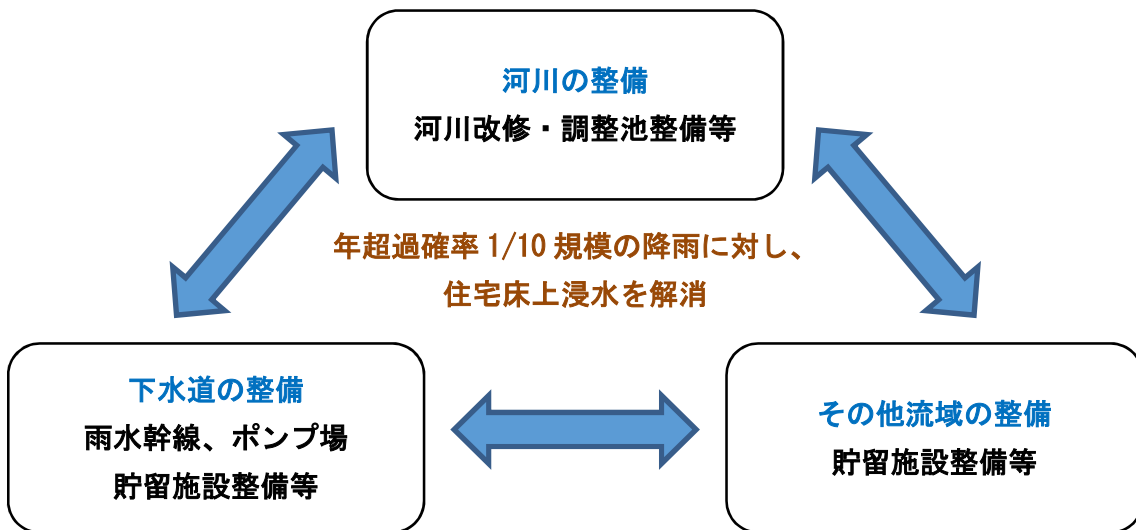 河川の整備
河川改修・調整池整備等
年超過確率 1/10 規模の降雨に対し、
住宅床上浸水を解消
下水道の整備
雨水幹線、ポンプ場
貯留施設整備等
その他流域の整備
貯留施設整備等